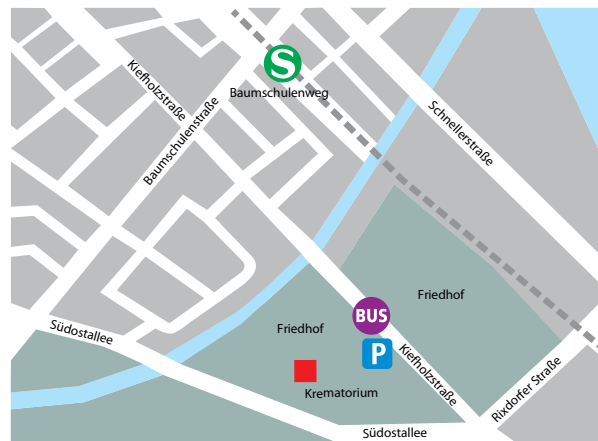 S
Baumschulenweg
Kiefholzstraße
Baumschulenstraße
Schnellerstraße
Friedhof
BUS
Friedhof
Südostallee
P
Kiefholzstraße
Krematorium
Rixdorfer Straße
Südostallee